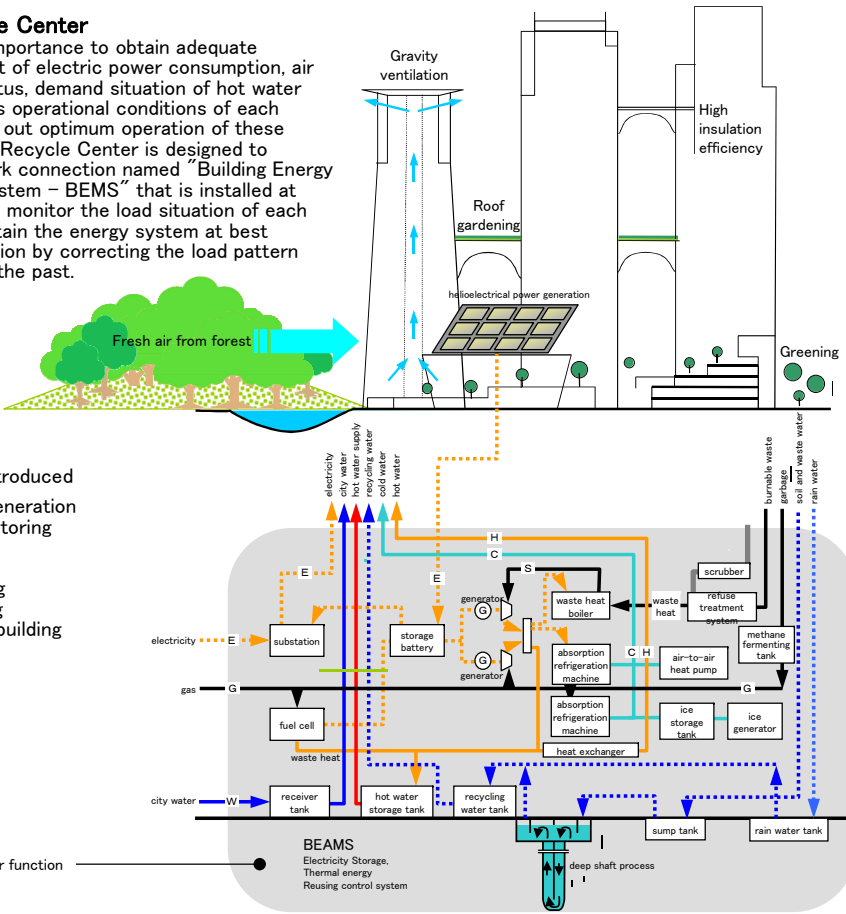 e Center
nportance to obtain adequate
t of electric power consumption, air
tus, demand situation of hot water
s operational conditions of each
out optimum operation of these
Recycle Center is designed to
rk connection named "Building Energy
stem - BEMS" that is installed at
monitor the load situation of each
tain the energy system at best
ion by correcting the load pattern
the past.
Gravity
ventilation
High
insulation
efficiency
Roof
gardening
helioelectrical power generation
Fresh air from forest
Greening
troduced
eneration
toring
g
g
building
r function
electricity
city water
hot water supply
recycling water
cold water
hot water
burnable waste
garbage
soil and waste water
rain water
H
C
E
S
E
scrubber
generator
G
waste heat
boiler
waste
heat
refuse
treatment
system
electricity
E
substation
storage
battery
methane
fermenting
tank
G
generator
absorption
refrigeration
machine
C
H
air-to-air
heat pump
gas
G
G
fuel cell
absorption
refrigeration
machine
ice
storage
tank
ice
generator
waste heat
heat exchanger
city water
W
receiver
tank
hot water
storage tank
recycling
water tank
sump tank
rain water tank
BEAMS
Electricity Storage,
Thermal energy
Reusing control system
deep shaft process